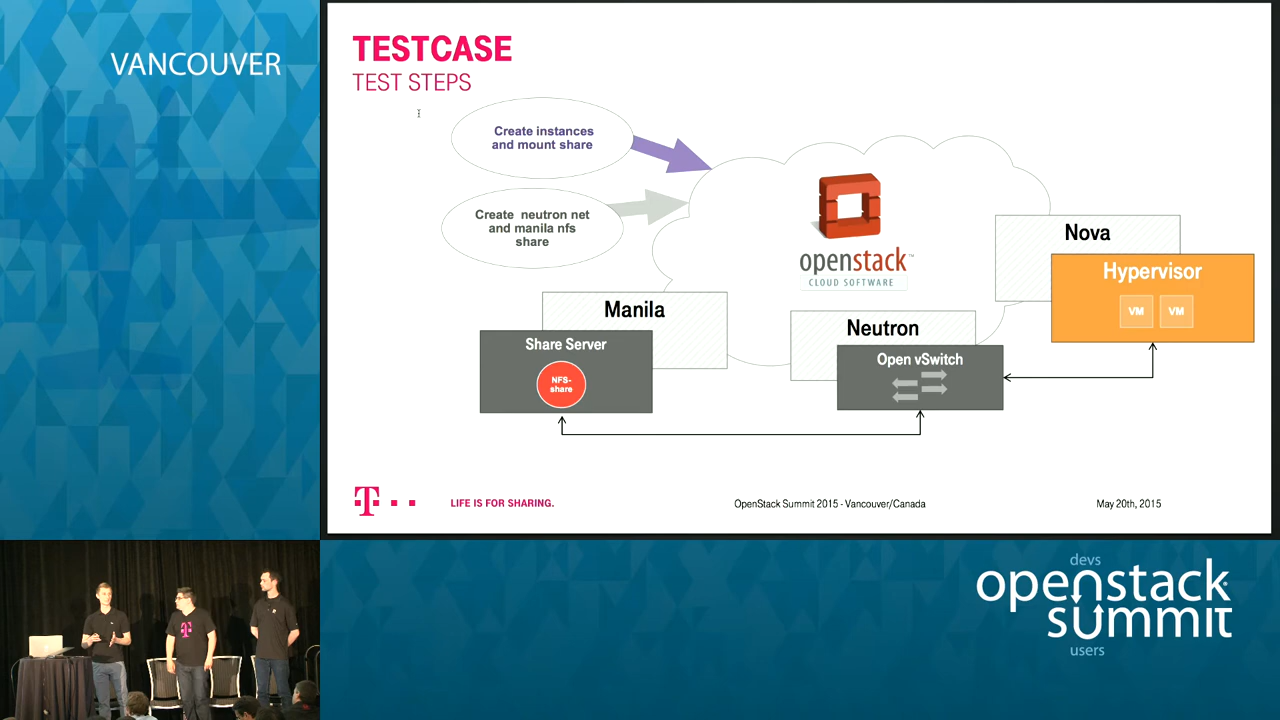 VANCOUVER
TESTCASE
TEST STEPS
Create instances
and mount share
Create neutron net
and manila nfs
share
openstack™
CLOUD SOFTWARE
Nova
Hypervisor
VM VM
Manila
Share Server
NFS-
share
Neutron
Open vSwitch
T
LIFE IS FOR SHARING.
OpenStack Summit 2015 - Vancouver/Canada
May 20th, 2015
T
devs
openstack
summit
users